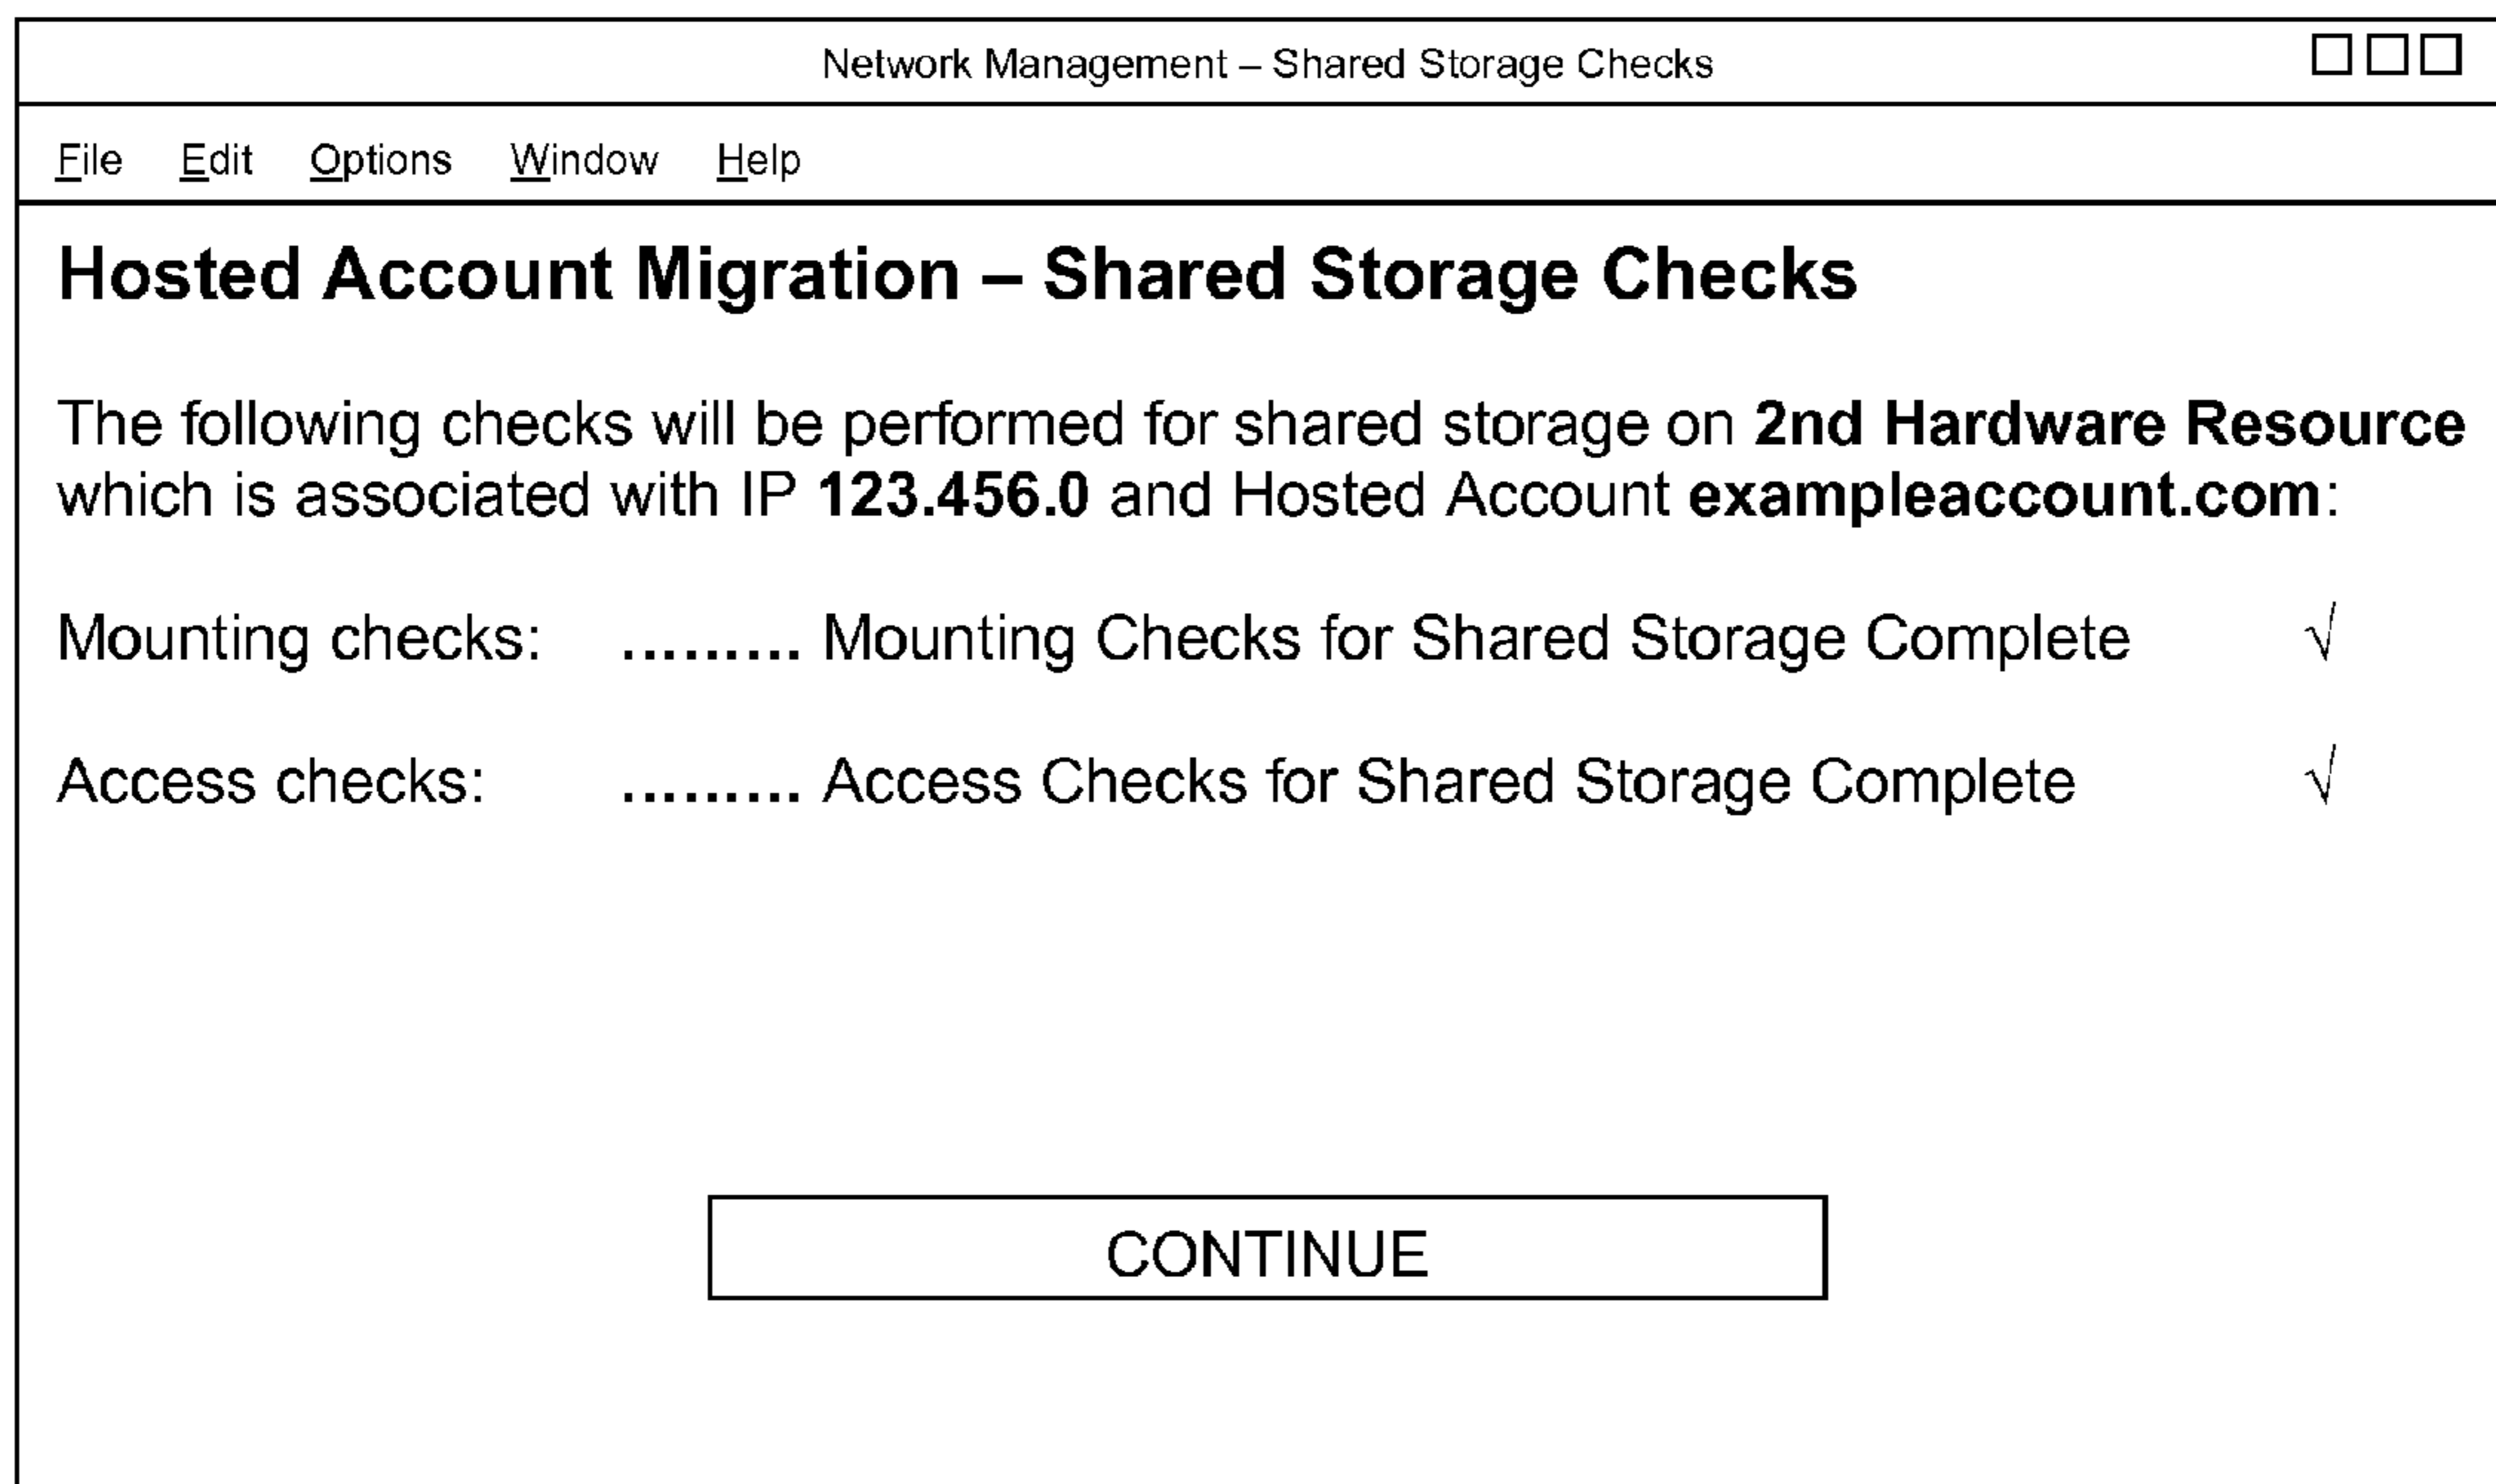 Network Management – Shared Storage Checks
File Edit Options Window Help
Hosted Account Migration – Shared Storage Checks
The following checks will be performed for shared storage on 2nd Hardware Resource
which is associated with IP 123.456.0 and Hosted Account exampleaccount.com:
Mounting checks: ......... Mounting Checks for Shared Storage Complete √
Access checks: ......... Access Checks for Shared Storage Complete √
CONTINUE